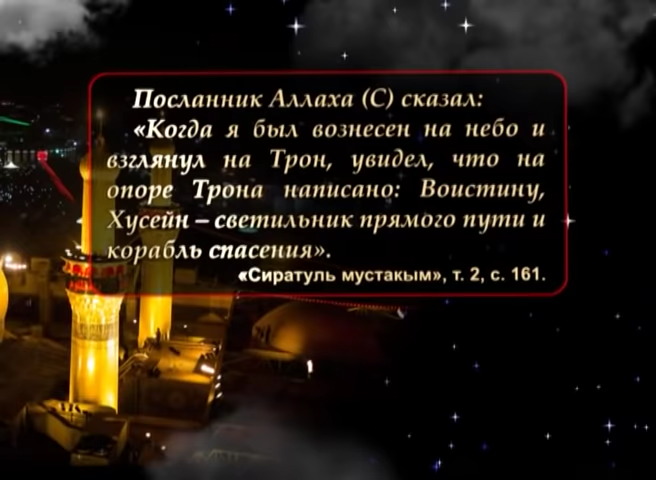 Посланник Аллаха (С) сказал:
«Когда я был вознесен на небо и
взглянул на Трон, увидел, что на
опоре Трона написано: Воистину,
Хусейн – светильник прямого пути и
корабль спасения».
«Сиратуль мустакым», т. 2, с. 161.